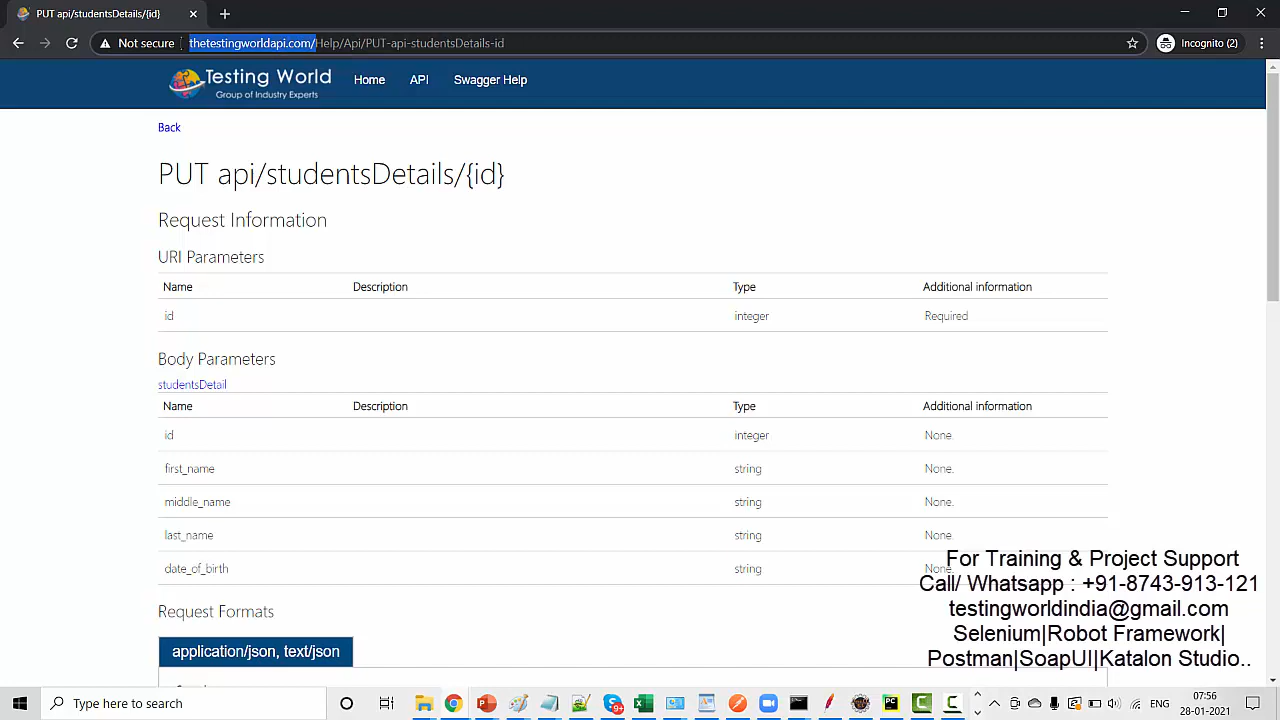 PUT api/studentsDetails/{id}
Not secure
thetestingworldapi.com/Help/Api/PUT-api-studentsDetails-id
Incognito (2)
Testing World
Group of Industry Experts
Home
API
Swagger Help
Back
PUT api/studentsDetails/{id}
Request Information
URI Parameters
Name Description Type Additional information
id integer Required
Body Parameters
studentsDetail
Name Description Type Additional information
id integer None.
first_name string None.
middle_name string None.
last_name string None.
date_of_birth string None.
Request Formats
application/json, text/json
For Training & Project Support
Call/ Whatsapp : +91-8743-913-121
testingworldindia@gmail.com
Selenium|Robot Framework|
Postman|SoapUI|Katalon Studio..
Type here to search
ENG
07:56
28-01-2021